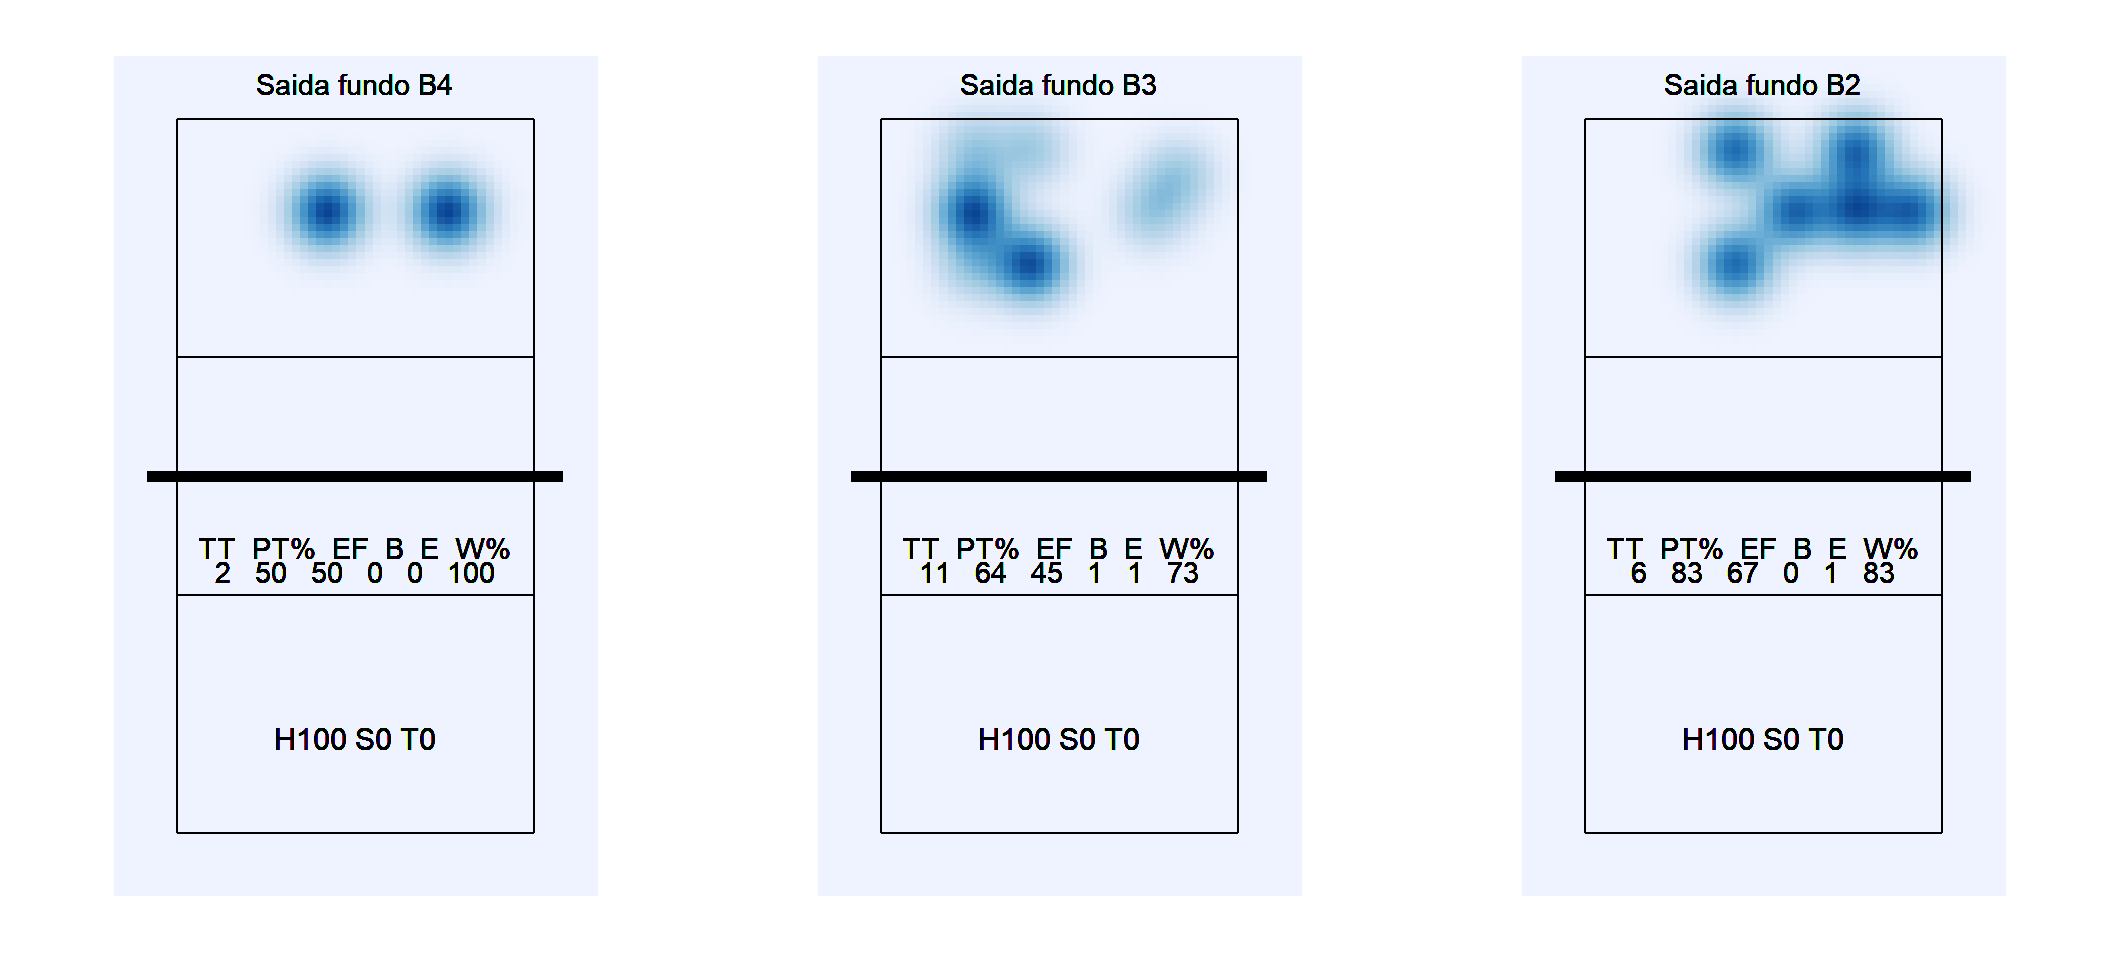 Saida fundo B4
TT PT% EF B E W%
2 50 50 0 0 100
H100 S0 T0
Saida fundo B3
TT PT% EF B E W%
11 64 45 1 1 73
H100 S0 T0
Saida fundo B2
TT PT% EF B E W%
6 83 67 0 1 83
H100 S0 T0